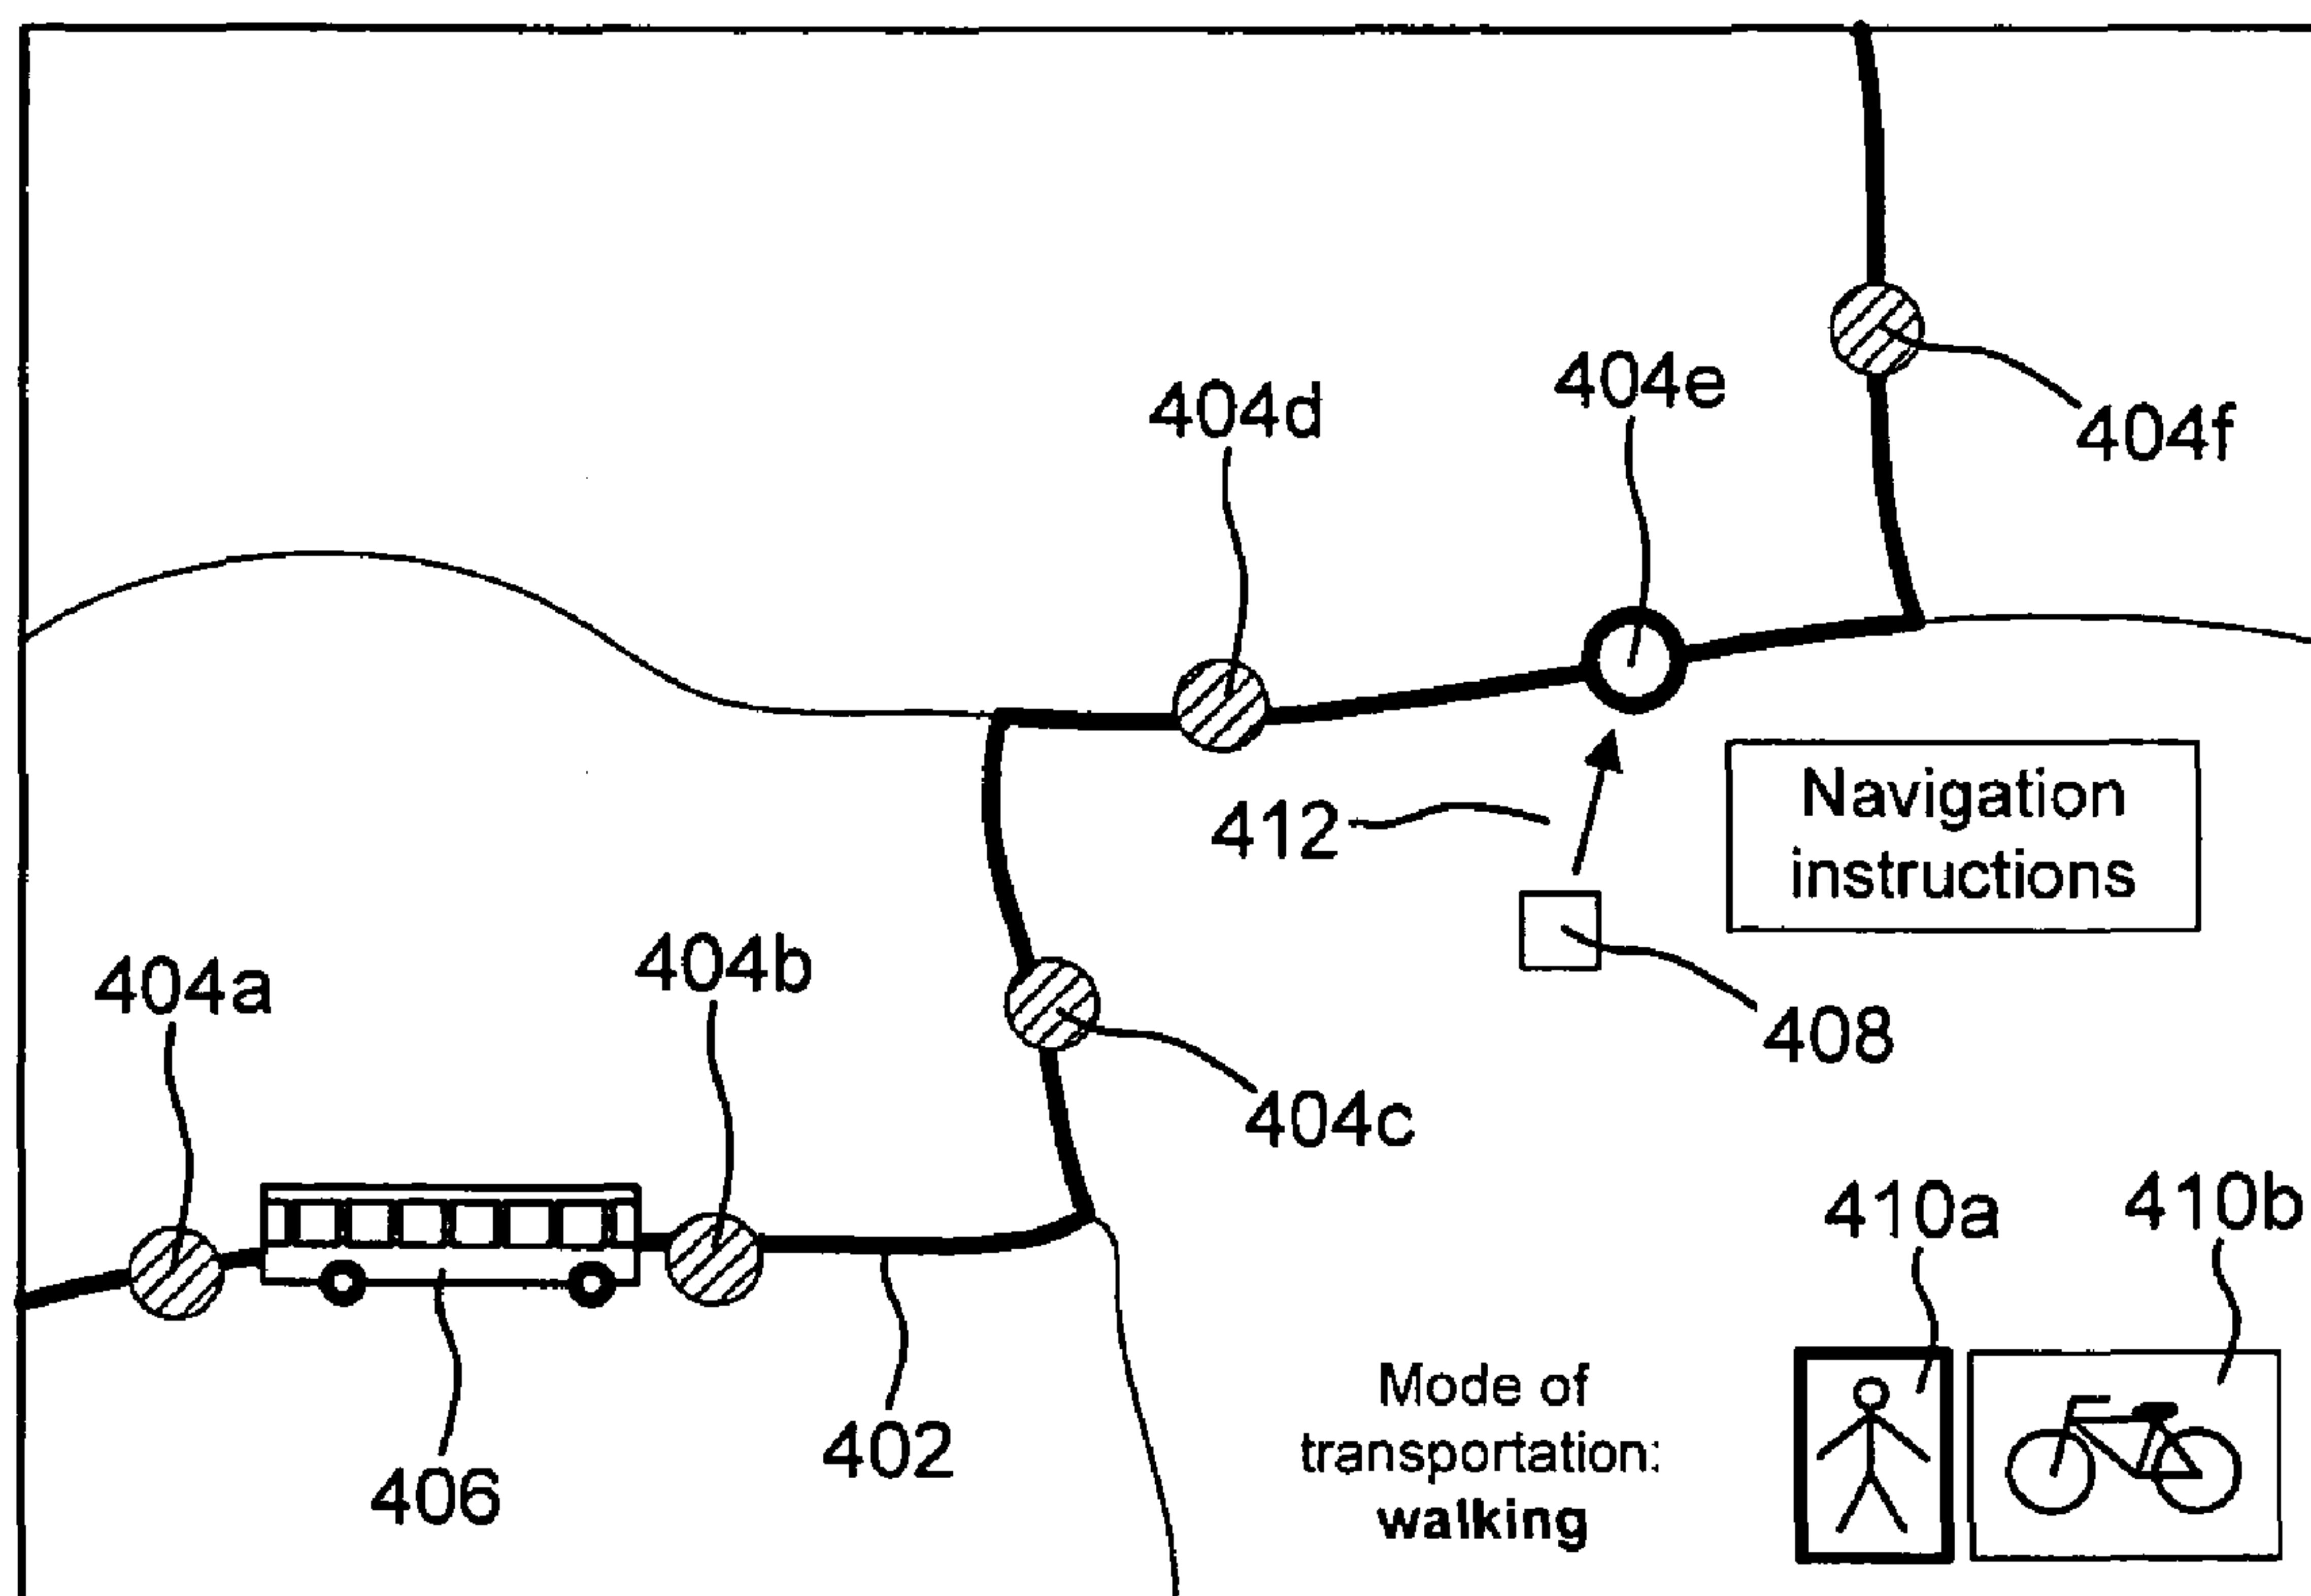 404d
404e
404f
412
Navigation
instructions
404a
404b
408
404c
410a
410b
406
402
Mode of
transportation:
walking